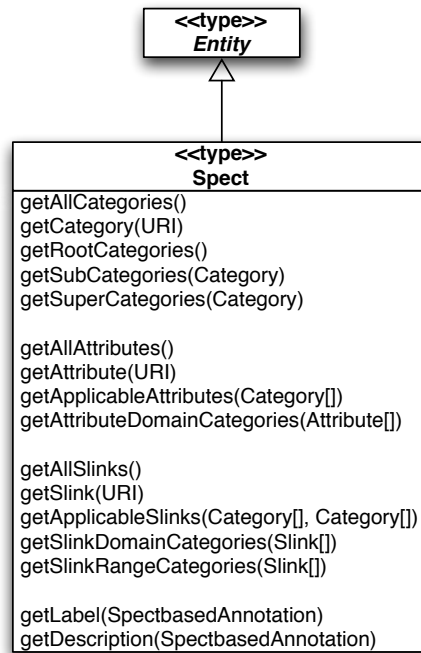 <<type>>
Entity
<<type>>
Spect
getAllCategories()
getCategory(URI)
getRootCategories()
getSubCategories(Category)
getSuperCategories(Category)
getAllAttributes()
getAttribute(URI)
getApplicableAttributes(Category[])
getAttributeDomainCategories(Attribute[])
getAllSlinks()
getSlink(URI)
getApplicableSlinks(Category[], Category[])
getSlinkDomainCategories(Slink[])
getSlinkRangeCategories(Slink[])
getLabel(SpectbasedAnnotation)
getDescription(SpectbasedAnnotation)